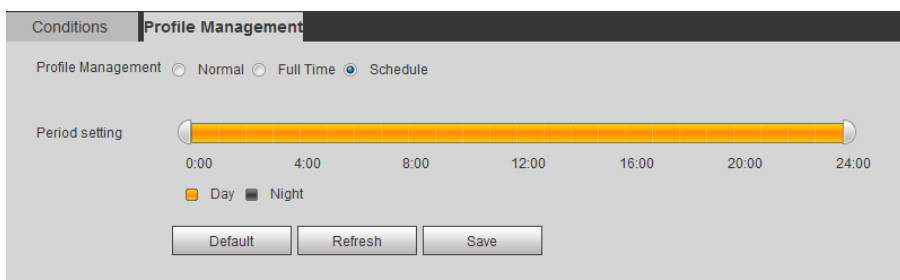 Conditions Profile Management
Profile Management Normal Full Time Schedule
Period setting
0:00 4:00 8:00 12:00 16:00 20:00 24:00
Day Night
Default Refresh Save